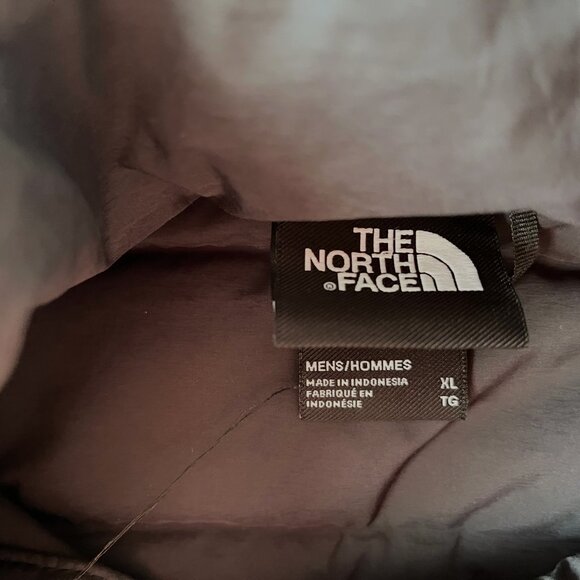 THE
NORTH
® FACE
MENS/HOMMES
MADE IN INDONESIA XL
FABRIQUÉ EN TG
INDONÉSIE